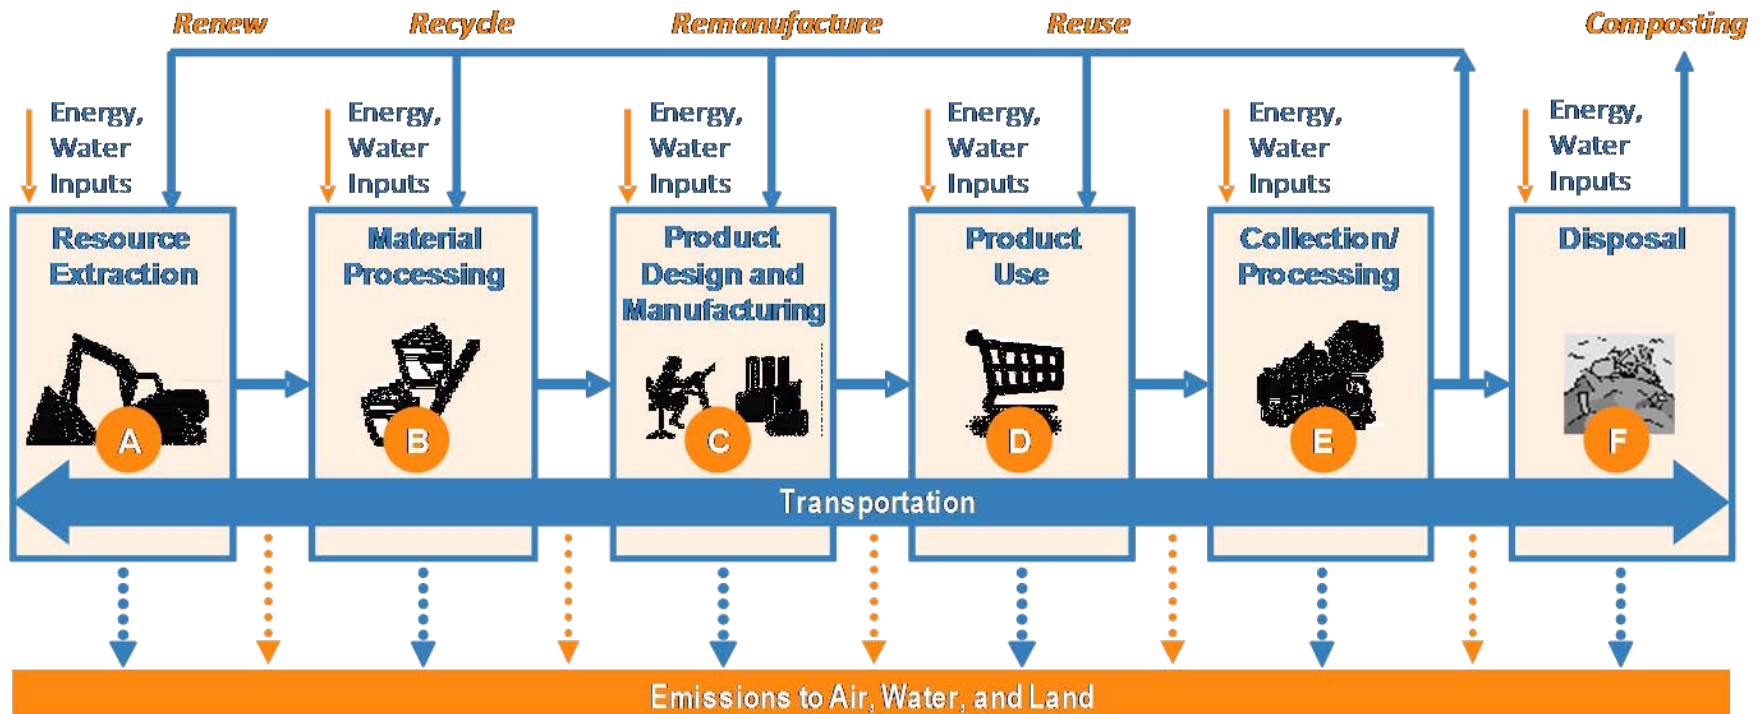 Renew Recycle Remanufacture Reuse Composting
Energy,
Water
Inputs
Energy,
Water
Inputs
Energy,
Water
Inputs
Energy,
Water
Inputs
Energy,
Water
Inputs
Energy,
Water
Inputs
Resource
Extraction
Material
Processing
Product
Design and
Manufacturing
Product
Use
Collection/
Processing
Disposal
A
B
C
D
E
F
Transportation
Emissions to Air, Water, and Land